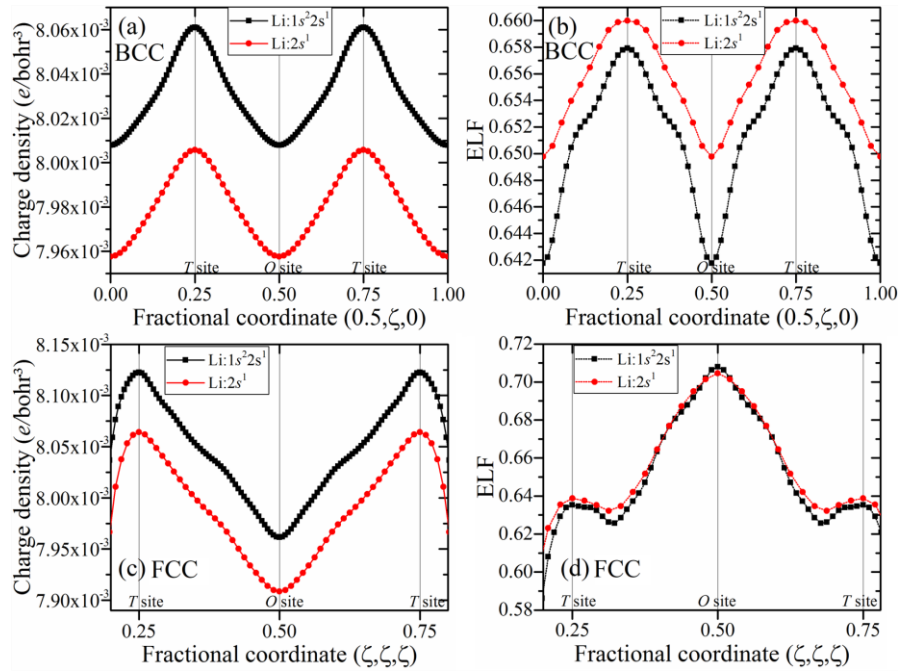 (a)
BCC
Li:1s²2s¹
Li:2s¹
Charge density (e/bohr³)
8.06x10⁻³
8.04x10⁻³
8.02x10⁻³
8.00x10⁻³
7.98x10⁻³
7.96x10⁻³
T site
O site
T site
0.00
0.25
0.50
0.75
1.00
Fractional coordinate (0.5,ζ,0)
(b)
BCC
Li:1s²2s¹
Li:2s¹
ELF
0.660
0.658
0.654
0.652
0.650
0.646
0.644
0.642
T site
O site
T site
0.00
0.25
0.50
0.75
1.00
Fractional coordinate (0.5,ζ,0)
Li:1s²2s¹
Li:2s¹
Charge density (e/bohr³)
8.15x10⁻³
8.10x10⁻³
8.05x10⁻³
8.00x10⁻³
7.95x10⁻³
7.90x10⁻³
(c) FCC
T site
O site
T site
0.25
0.50
0.75
Fractional coordinate (ζ,ζ,ζ)
Li:1s²2s¹
Li:2s¹
ELF
0.72
0.70
0.68
0.66
0.64
0.62
0.60
0.58
(d) FCC
T site
O site
T site
0.25
0.50
0.75
Fractional coordinate (ζ,ζ,ζ)